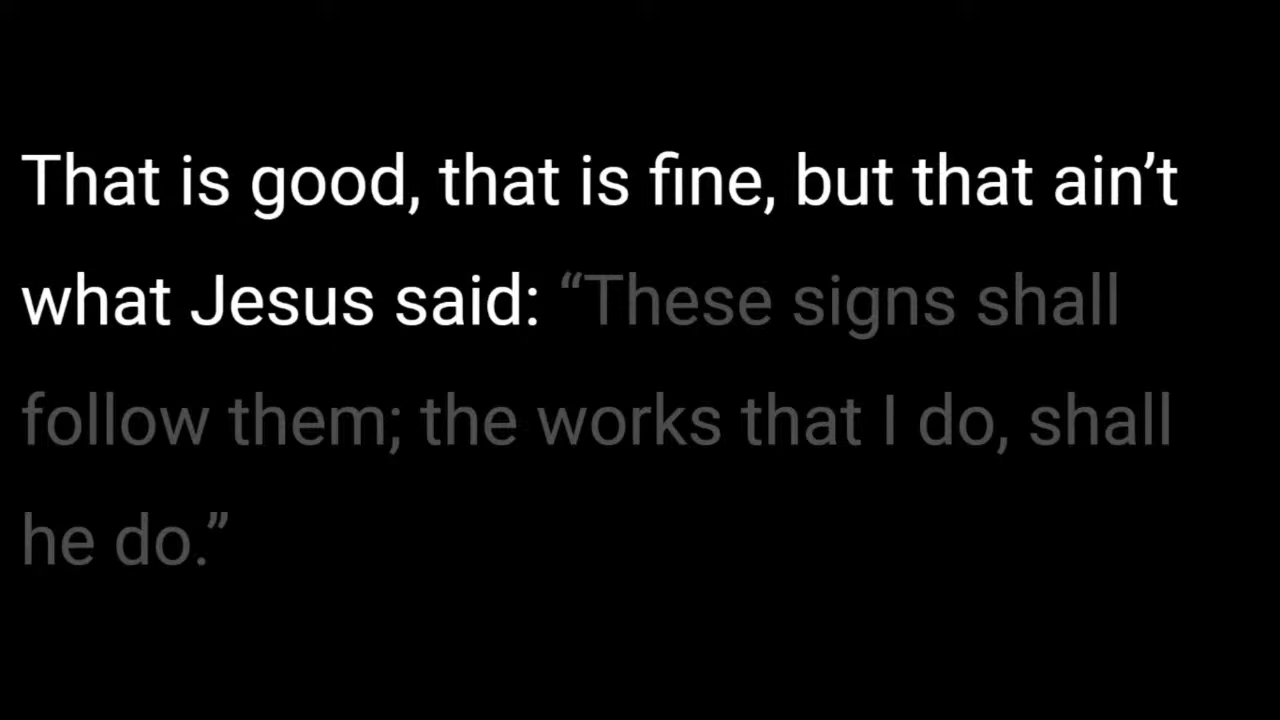 That is good, that is fine, but that ain’t
what Jesus said: “These signs shall
follow them; the works that I do, shall
he do.”